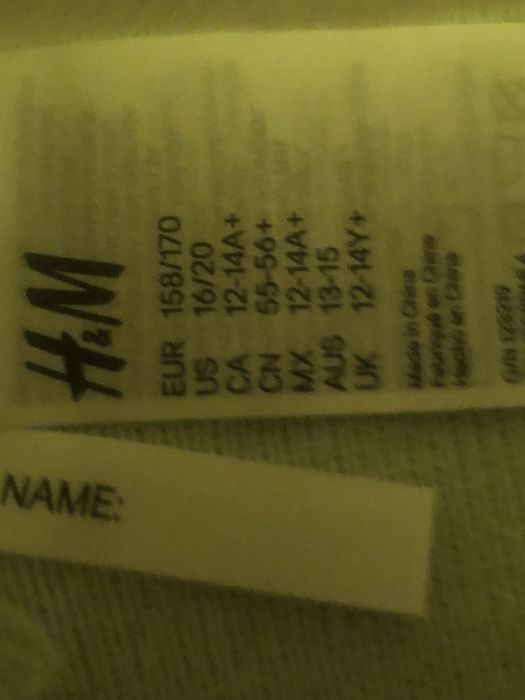 H&M
EUR 158/170
US 16/20
CA 12-14A+
CN 55-56+
MX 12-14A+
AUS 13-15
UK 12-14Y+
Made in China
Fabriqué en Chine
Hecho en China
NAME: